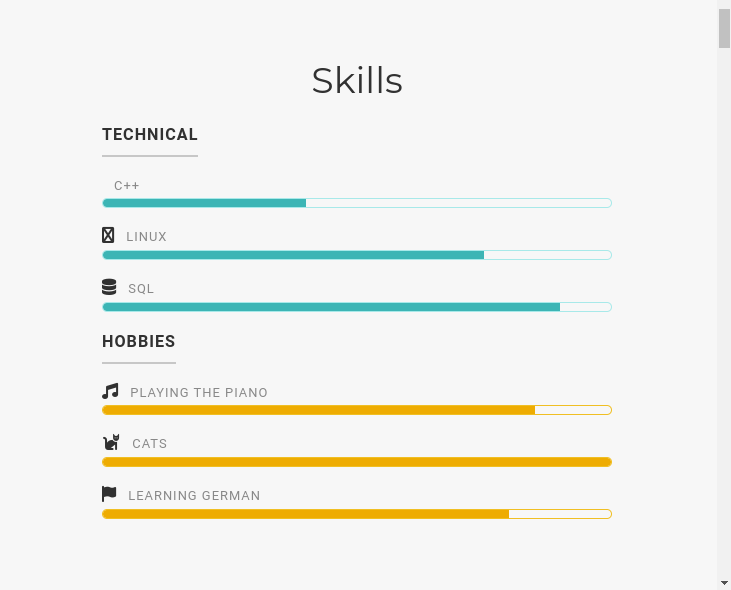 Skills
TECHNICAL
C++
LINUX
SQL
HOBBIES
PLAYING THE PIANO
CATS
LEARNING GERMAN